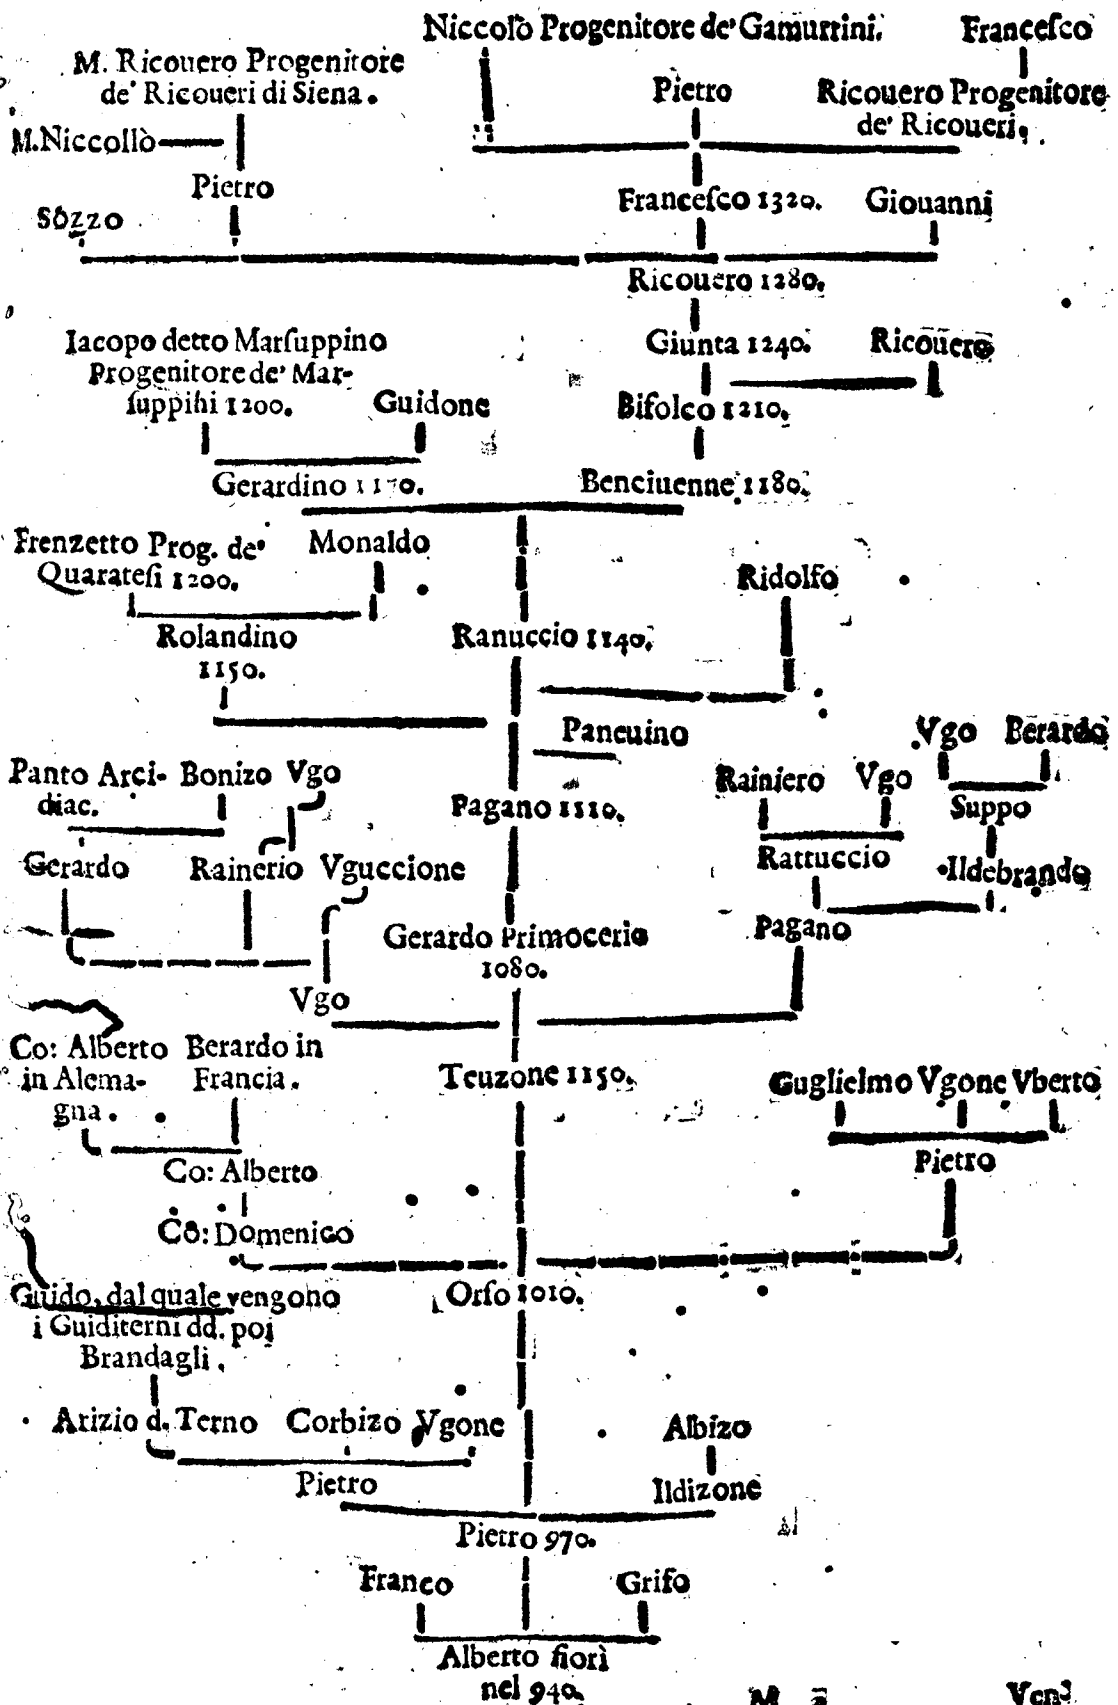 Niccolò Progenitore de' Gamurrini.
Franceſco
M. Ricouero Progenitore
de' Ricoueri di Siena.
Pietro
Ricouero Progenitore
de' Ricoueri.
M. Niccollò
Pietro
Franceſco 1320.
Giouanni
Sozzo
Ricouero 1280.
Iacopo detto Marſuppino
Progenitore de' Mar-
ſuppini 1200.
Guidone
Giunta 1240.
Ricouero
Bifolco 1210.
Gerardino 1170.
Benciuenne 1180.
Frenzetto Prog. de'
Quarateſi 1200.
Monaldo
Ridolfo
Rolandino
1150.
Ranuccio 1140.
Paneuino
Vgo
Berardo
Panto Arci-
diac.
Bonizo
Vgo
Pagano 1110.
Rainiero
Vgo
Suppo
Gerardo
Rainerio
Vguccione
Rattuccio
Ildebrando
Gerardo Primocerio
1080.
Pagano
Vgo
Co: Alberto
in Alema-
gna.
Berardo in
Francia.
Teuzone 1150.
Guglielmo Vgone Vberto
Pietro
Co: Alberto
Co: Domenico
Guido, dal quale vengono
i Guiditerni dd. poi
Brandagli.
Orſo 1010.
Arizio d. Terno
Corbizo
Vgone
Albizo
Pietro
Ildizone
Pietro 970.
Franco
Grifo
Alberto fiorì
nel 940.